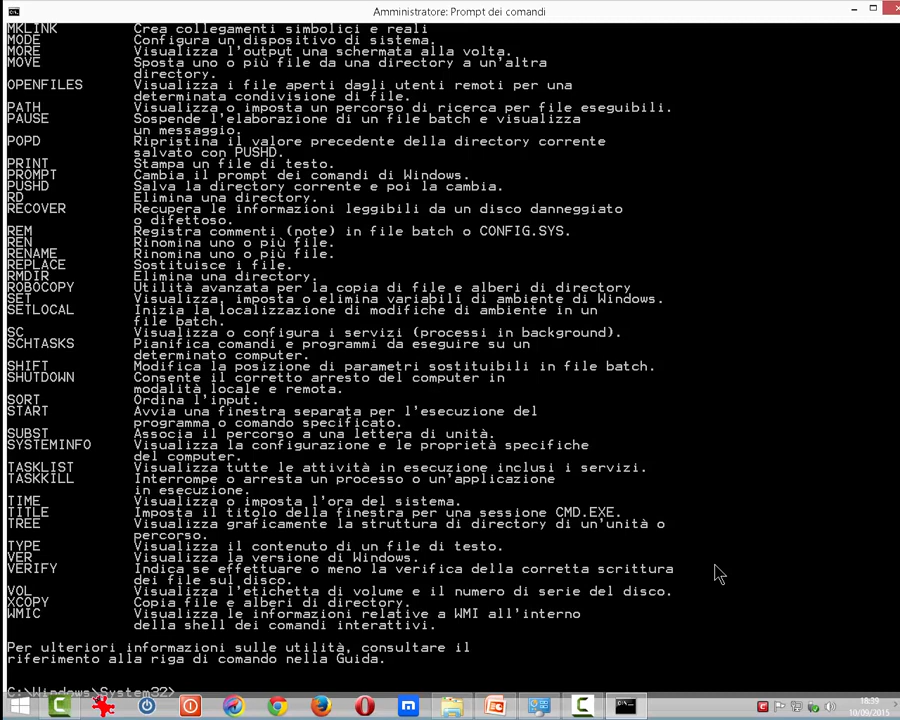 Amministratore: Prompt dei comandi
MKLINK Crea collegamenti simbolici e reali
MODE Configura un dispositivo di sistema.
MORE Visualizza l'output una schermata alla volta.
MOVE Sposta uno o più file da una directory a un'altra
directory.
OPENFILES Visualizza i file aperti dagli utenti remoti per una
determinata condivisione di file.
PATH Visualizza o imposta un percorso di ricerca per file eseguibili.
PAUSE Sospende l'elaborazione di un file batch e visualizza
un messaggio.
POPD Ripristina il valore precedente della directory corrente
salvato con PUSHD.
PRINT Stampa un file di testo.
PROMPT Cambia il prompt dei comandi di Windows.
PUSHD Salva la directory corrente e poi la cambia.
RD Elimina una directory.
RECOVER Recupera le informazioni leggibili da un disco danneggiato
o difettoso.
REM Registra commenti (note) in file batch o CONFIG.SYS.
REN Rinomina uno o più file.
RENAME Rinomina uno o più file.
REPLACE Sostituisce i file.
RMDIR Elimina una directory.
ROBOCOPY Utilità avanzata per la copia di file e alberi di directory
SET Visualizza, imposta o elimina variabili di ambiente di Windows.
SETLOCAL Inizia la localizzazione di modifiche di ambiente in un
file batch.
SC Visualizza o configura i servizi (processi in background).
SCHTASKS Pianifica comandi e programmi da eseguire su un
determinato computer.
SHIFT Modifica la posizione di parametri sostituibili in file batch.
SHUTDOWN Consente il corretto arresto del computer in
modalità locale e remota.
SORT Ordina l'input.
START Avvia una finestra separata per l'esecuzione del
programma o comando specificato.
SUBST Associa il percorso a una lettera di unità.
SYSTEMINFO Visualizza la configurazione e le proprietà specifiche
del computer.
TASKLIST Visualizza tutte le attività in esecuzione inclusi i servizi.
TASKKILL Interrompe o arresta un processo o un'applicazione
in esecuzione.
TIME Visualizza o imposta l'ora del sistema.
TITLE Imposta il titolo della finestra per una sessione CMD.EXE.
TREE Visualizza graficamente la struttura di directory di un'unità o
percorso.
TYPE Visualizza il contenuto di un file di testo.
VER Visualizza la versione di Windows.
VERIFY Indica se effettuare o meno la verifica della corretta scrittura
dei file sul disco.
VOL Visualizza l'etichetta di volume e il numero di serie del disco.
XCOPY Copia file e alberi di directory.
WMIC Visualizza le informazioni relative a WMI all'interno
della shell dei comandi interattivi.
Per ulteriori informazioni sulle utilità, consultare il
riferimento alla riga di comando nella Guida.
C:\Windows\System32>
18:39
10/09/2015